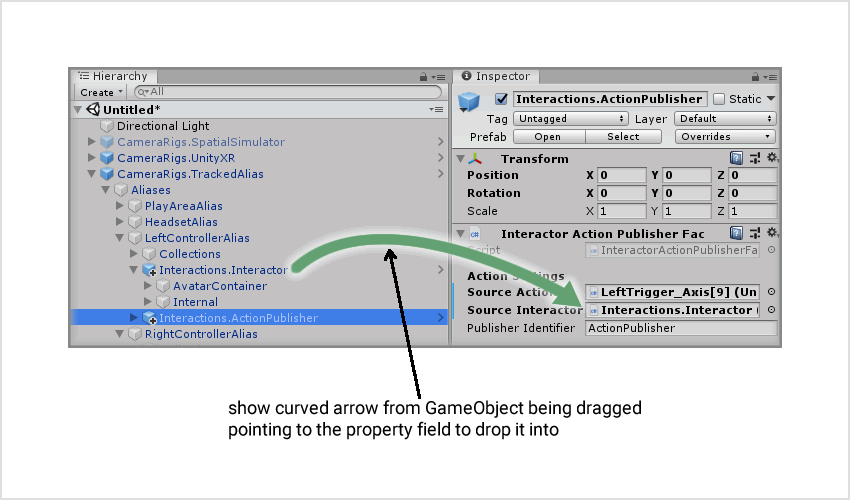 Hierarchy
Create
All
Untitled*
Directional Light
CameraRigs.SpatialSimulator
CameraRigs.UnityXR
CameraRigs.TrackedAlias
Aliases
PlayAreaAlias
HeadsetAlias
LeftControllerAlias
Collections
Interactions.Interactor
AvatarContainer
Internal
Interactions.ActionPublisher
RightControllerAlias
Inspector
Interactions.ActionPublisher Static
Tag Untagged Layer Default
Prefab Open Select Overrides
Transform
Position X 0 Y 0 Z 0
Rotation X 0 Y 0 Z 0
Scale X 1 Y 1 Z 1
Interactor Action Publisher Fac
Script InteractorActionPublisherFa
Action Settings
Source Action LeftTrigger_Axis[9] (Un
Source Interactor Interactions.Interactor (
Publisher Identifier ActionPublisher
show curved arrow from GameObject being dragged
pointing to the property field to drop it into